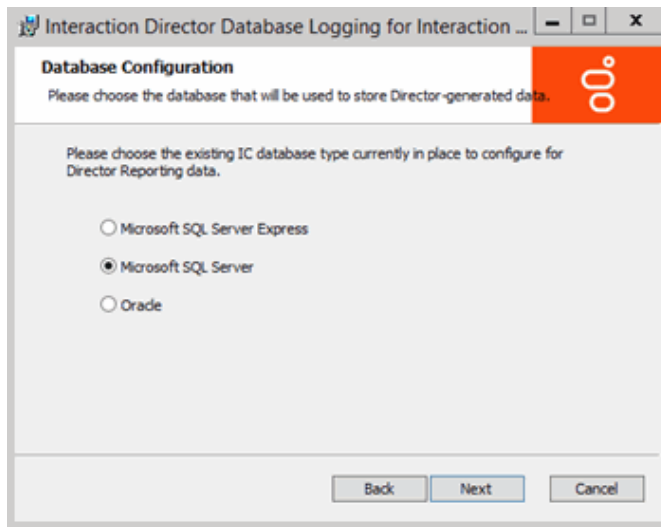 Interaction Director Database Logging for Interaction ...
Database Configuration
Please choose the database that will be used to store Director-generated data.
Please choose the existing IC database type currently in place to configure for
Director Reporting data.
Microsoft SQL Server Express
Microsoft SQL Server
Oracle
Back Next Cancel